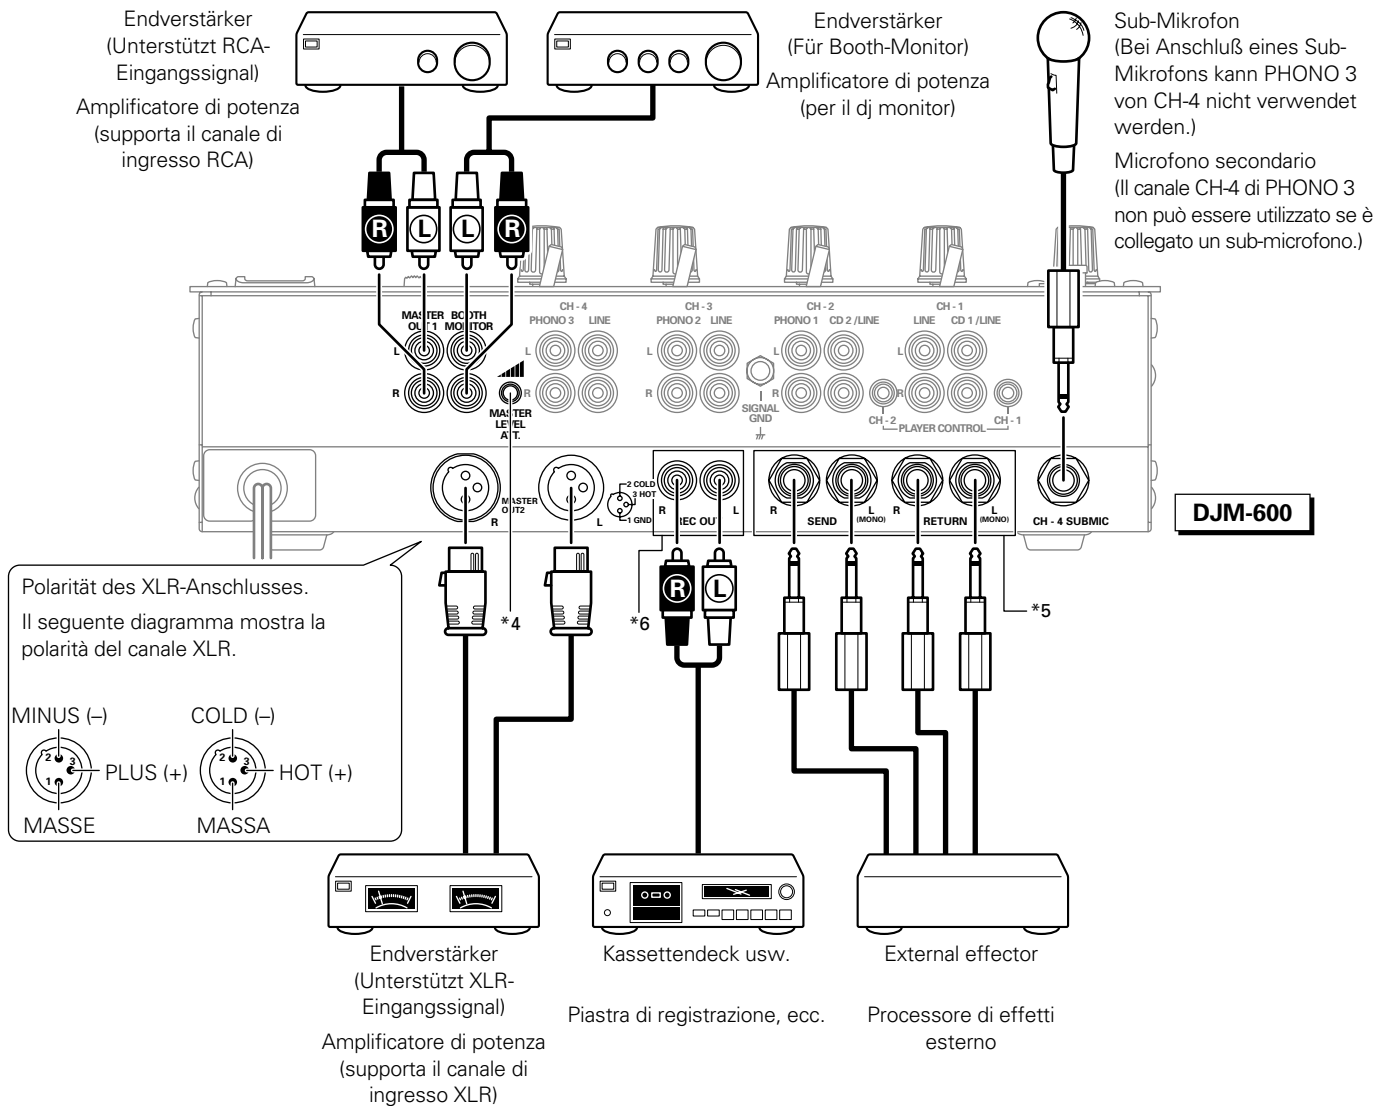 Endverstärker
(Unterstützt RCA-
Eingangssignal)
Amplificatore di potenza
(supporta il canale di
ingresso RCA)
Endverstärker
(Für Booth-Monitor)
Amplificatore di potenza
(per il dj monitor)
Sub-Mikrofon
(Bei Anschluß eines Sub-
Mikrofons kann PHONO 3
von CH-4 nicht verwendet
werden.)
Microfono secondario
(Il canale CH-4 di PHONO 3
non può essere utilizzato se è
collegato un sub-microfono.)
R L L R
MASTER
OUT 1
BOOTH
MONITOR
L
R
MASTER
LEVEL
ATT.
CH - 4
PHONO 3 LINE
L
R
CH - 3
PHONO 2 LINE
L
R
SIGNAL
GND
CH - 2
PHONO 1 CD 2 /LINE
L
R
CH - 1
LINE CD 1 /LINE
L
R
CH - 2 PLAYER CONTROL CH - 1
MASTER
OUT2
R
L
2 COLD
3 HOT
1 GND
R L
REC OUT
R L
SEND (MONO)
R L
RETURN (MONO)
CH - 4 SUBMIC
DJM-600
R L
*4
*6
*5
Polarität des XLR-Anschlusses.
Il seguente diagramma mostra la
polarità del canale XLR.
MINUS (–)
2 3 1
PLUS (+)
MASSE
COLD (–)
2 3 1
HOT (+)
MASSA
Endverstärker
(Unterstützt XLR-
Eingangssignal)
Amplificatore di potenza
(supporta il canale di
ingresso XLR)
Kassettendeck usw.
Piastra di registrazione, ecc.
External effector
Processore di effetti
esterno